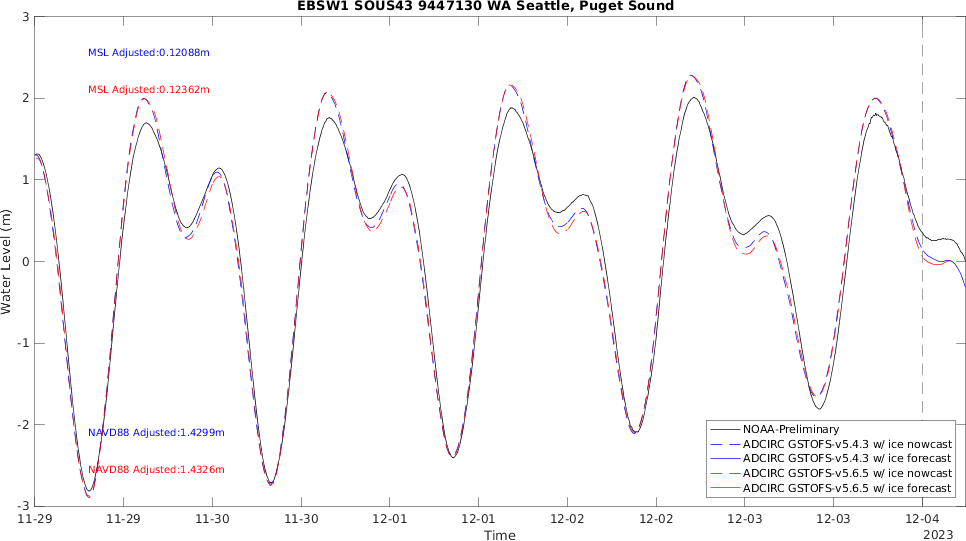 EBSW1 SOUS43 9447130 WA Seattle, Puget Sound
3
MSL Adjusted:0.12088m
MSL Adjusted:0.12362m
2
1
0
-1
-2
-3
Water Level (m)
NAVD88 Adjusted:1.4299m
NAVD88 Adjusted:1.4326m
NOAA-Preliminary
ADCIRC GSTOFS-v5.4.3 w/ ice nowcast
ADCIRC GSTOFS-v5.4.3 w/ ice forecast
ADCIRC GSTOFS-v5.6.5 w/ ice nowcast
ADCIRC GSTOFS-v5.6.5 w/ ice forecast
11-29 11-29 11-30 11-30 12-01 12-01 12-02 12-02 12-03 12-03 12-04
Time
2023